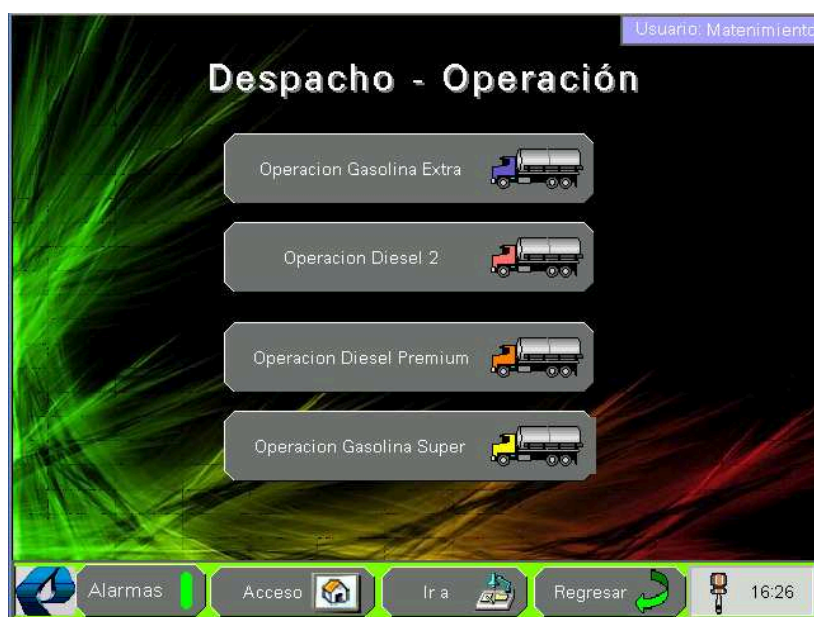 Usuario: Matenimiento
Despacho - Operación
Operacion Gasolina Extra
Operacion Diesel 2
Operacion Diesel Premium
Operacion Gasolina Super
Alarmas
Acceso
Ir a
Regresar
16:26